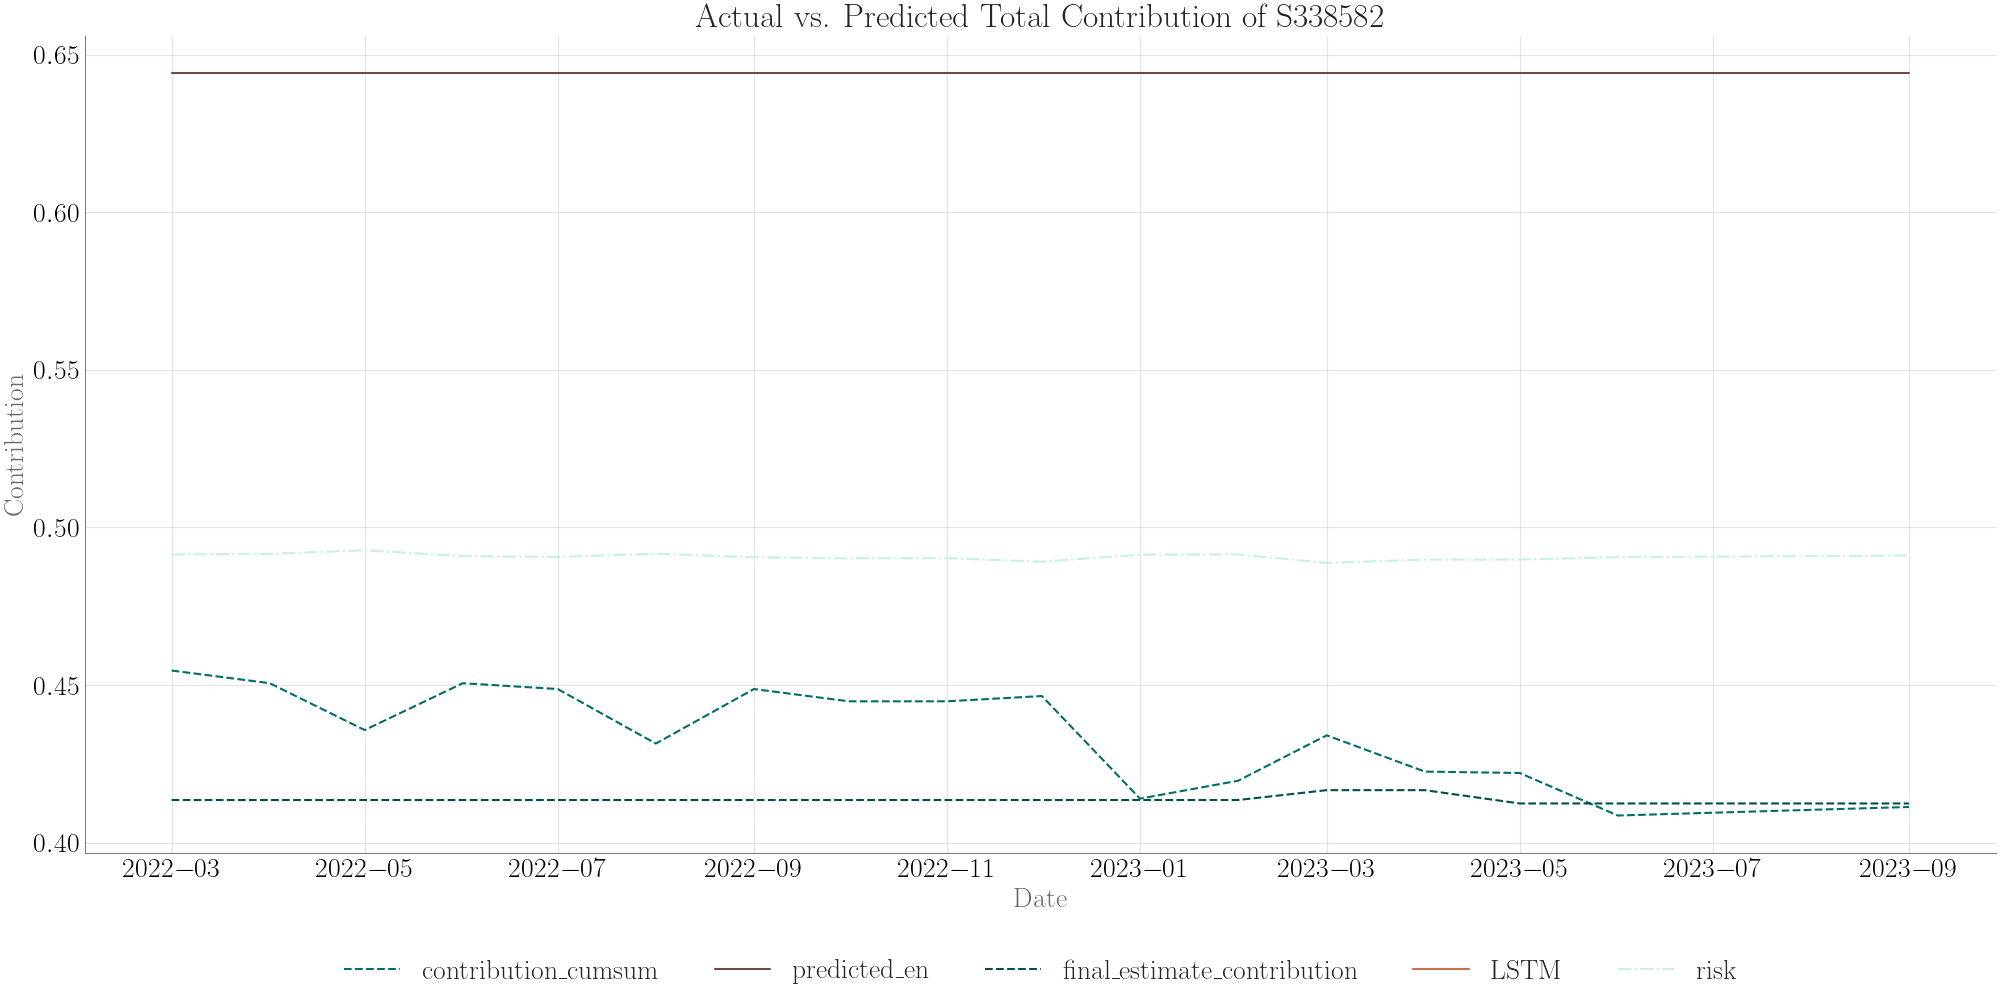 Actual vs. Predicted Total Contribution of S338582
0.65
0.60
0.55
0.50
0.45
0.40
Contribution
2022–03 2022–05 2022–07 2022–09 2022–11 2023–01 2023–03 2023–05 2023–07 2023–09
Date
contribution_cumsum predicted_en final_estimate_contribution LSTM risk